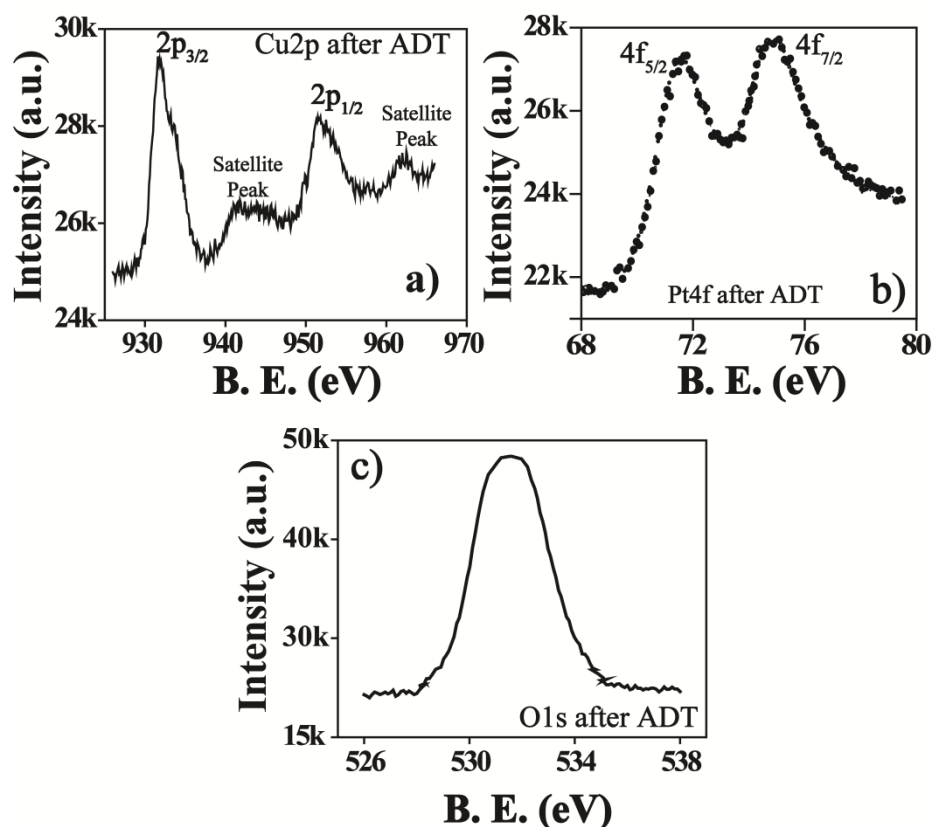 30k
28k
26k
24k
Intensity (a.u.)
2p3/2
Cu2p after ADT
2p1/2
Satellite
Peak
Satellite
Peak
a)
930 940 950 960 970
B. E. (eV)
28k
26k
24k
22k
Intensity (a.u.)
4f5/2
4f7/2
b)
Pt4f after ADT
68 72 76 80
B. E. (eV)
50k
40k
30k
15k
Intensity (a.u.)
c)
O1s after ADT
526 530 534 538
B. E. (eV)